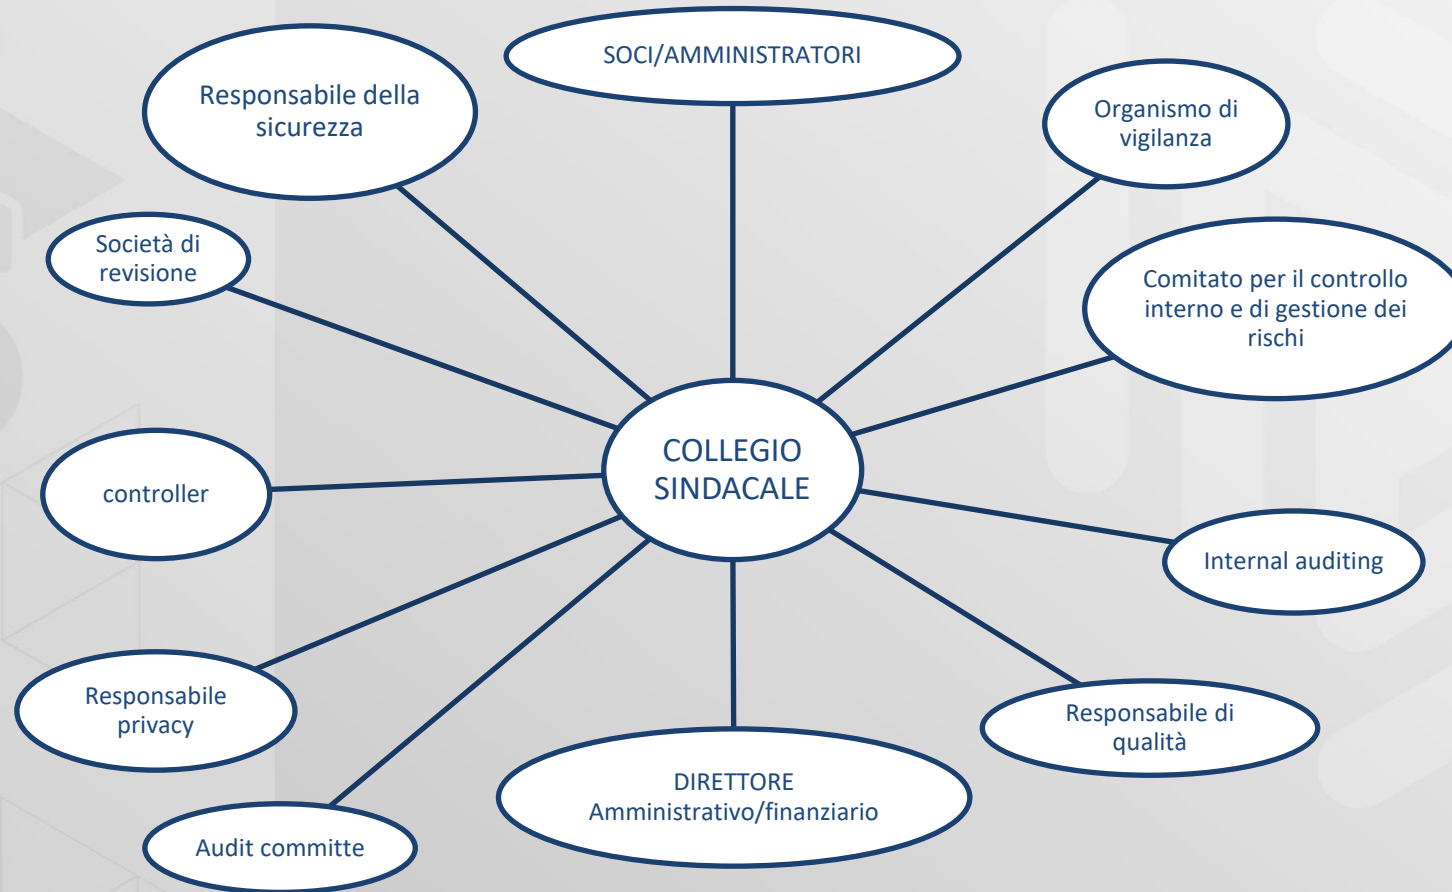 SOCI/AMMINISTRATORI
Responsabile della
sicurezza
Organismo di
vigilanza
Società di
revisione
Comitato per il controllo
interno e di gestione dei
rischi
COLLEGIO
SINDACALE
controller
Internal auditing
Responsabile
privacy
Responsabile di
qualità
DIRETTORE
Amministrativo/finanziario
Audit committe